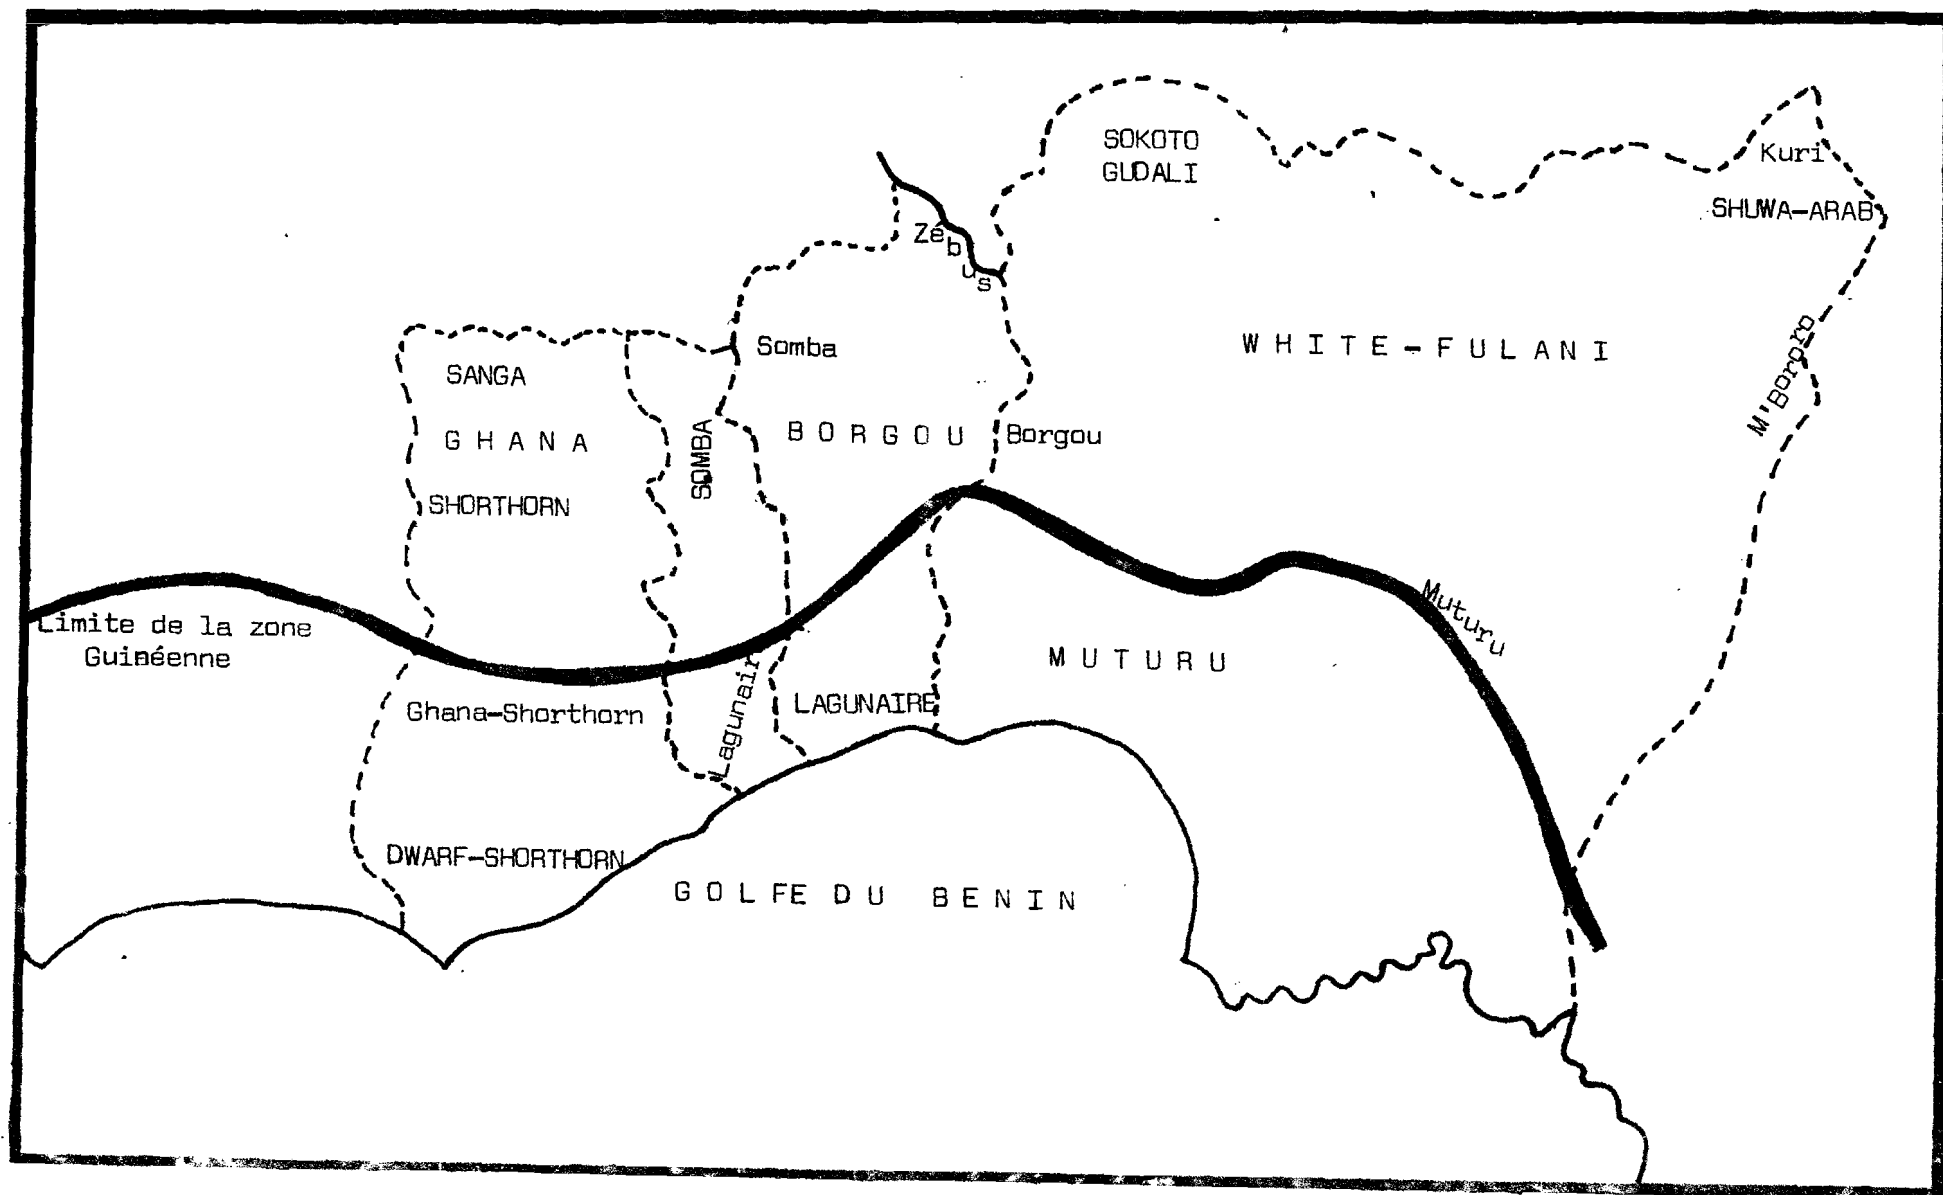 SOKOTO
GUDALI
Kuri
SHUWA-ARAB
Zébus
Somba
WHITE-FULANI
M'Bororo
SANGA
GHANA
SHORTHORN
SOMBA
BORGOU
Borgou
Limite de la zone
Guinéenne
Muturu
MUTURU
Ghana-Shorthorn
Lagunair
LAGUNAIRE
DWARF-SHORTHORN
GOLFE DU BENIN